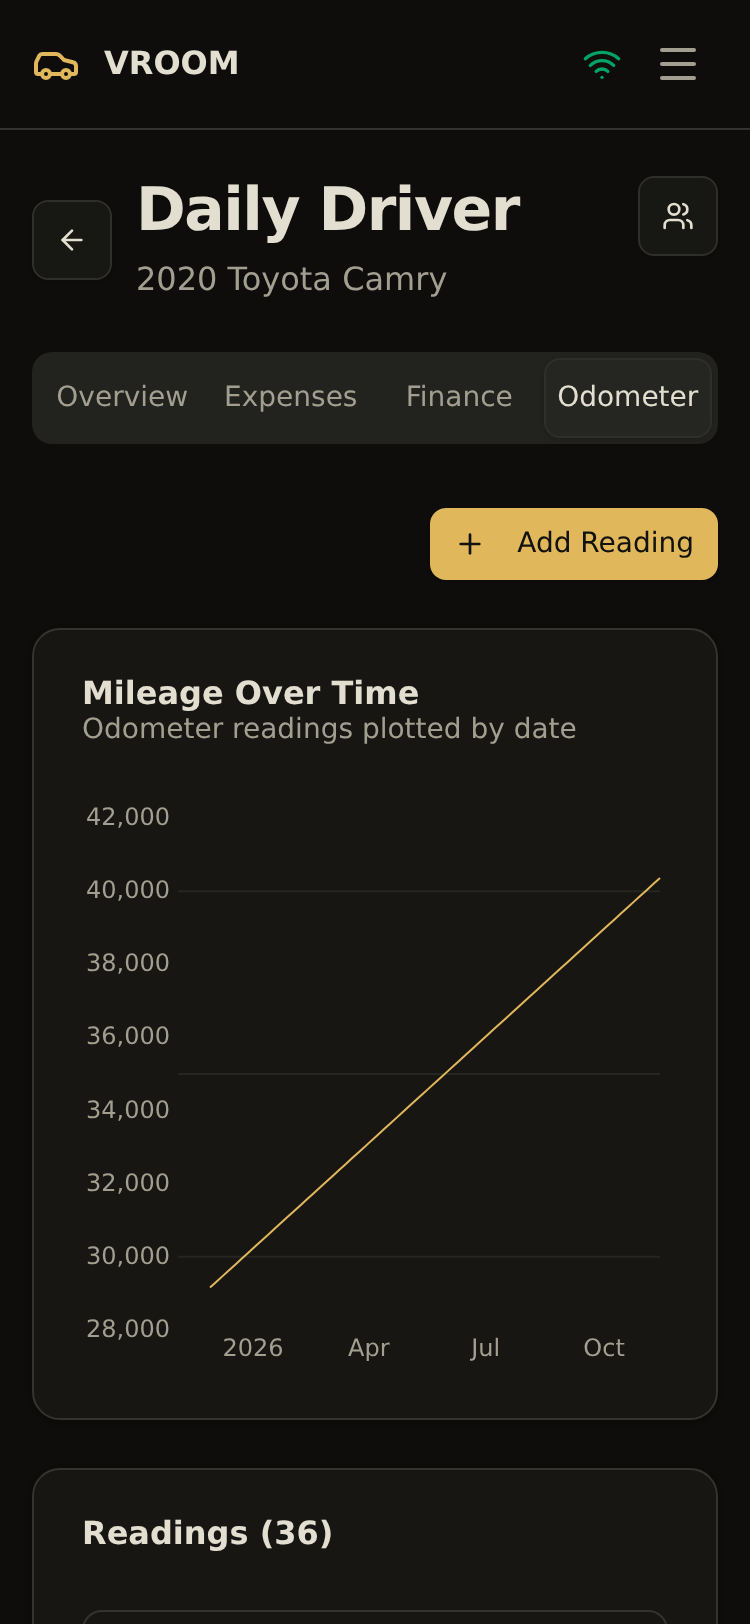 VROOM
Daily Driver
2020 Toyota Camry
Overview Expenses Finance Odometer
+ Add Reading
Mileage Over Time
Odometer readings plotted by date
42,000
40,000
38,000
36,000
34,000
32,000
30,000
28,000
2026 Apr Jul Oct
Readings (36)